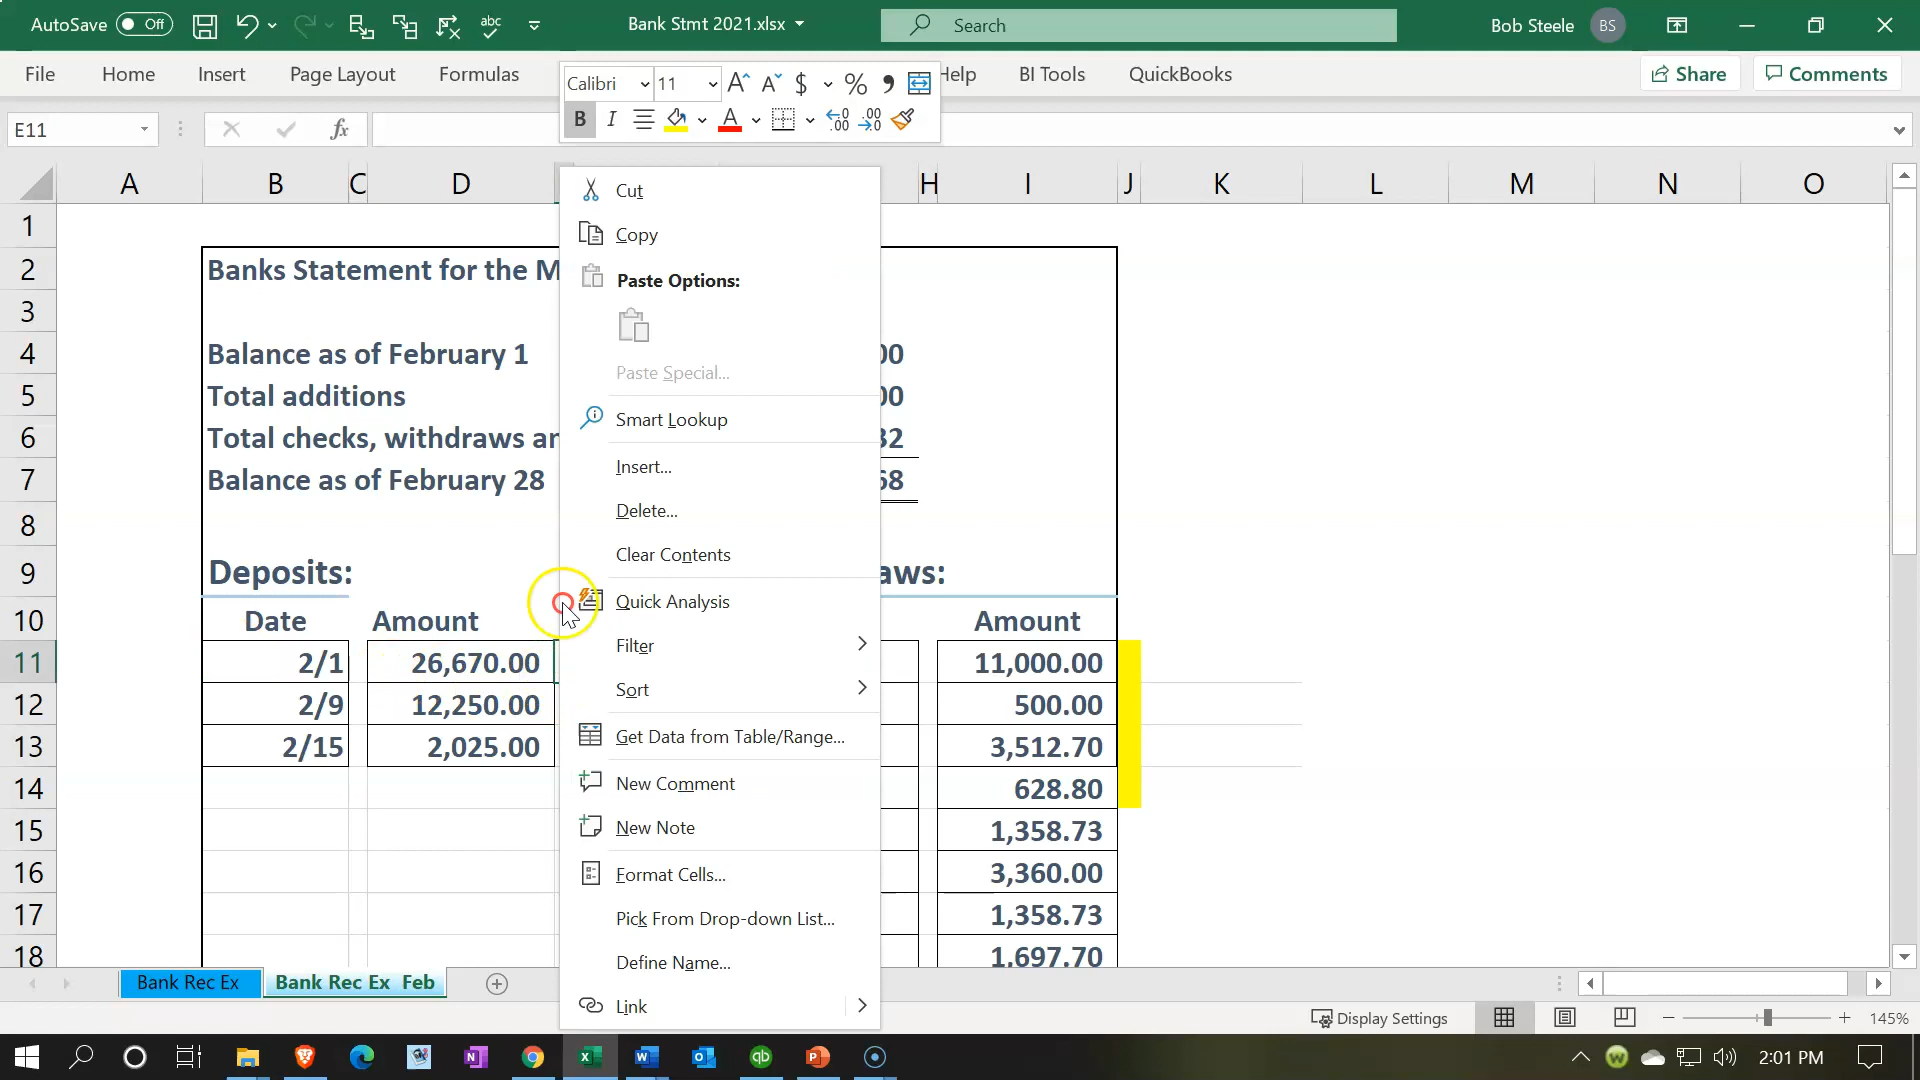 AutoSave Off
Bank Stmt 2021.xlsx
Search
Bob Steele BS
File Home Insert Page Layout Formulas Help BI Tools QuickBooks Share Comments
Calibri 11 $ %
B I A
E11 fx
A B C D H I J K L M N O
1
2 Banks Statement for the M
3
4 Balance as of February 1 00
5 Total additions 00
6 Total checks, withdraws an 32
7 Balance as of February 28 68
8
9 Deposits: aws:
10 Date Amount Amount
11 2/1 26,670.00 11,000.00
12 2/9 12,250.00 500.00
13 2/15 2,025.00 3,512.70
14 628.80
15 1,358.73
16 3,360.00
17 1,358.73
18 1,697.70
Cut
Copy
Paste Options:
Paste Special...
Smart Lookup
Insert...
Delete...
Clear Contents
Quick Analysis
Filter
Sort
Get Data from Table/Range...
New Comment
New Note
Format Cells...
Pick From Drop-down List...
Define Name...
Link
Bank Rec Ex Bank Rec Ex Feb
Display Settings 145%
2:01 PM